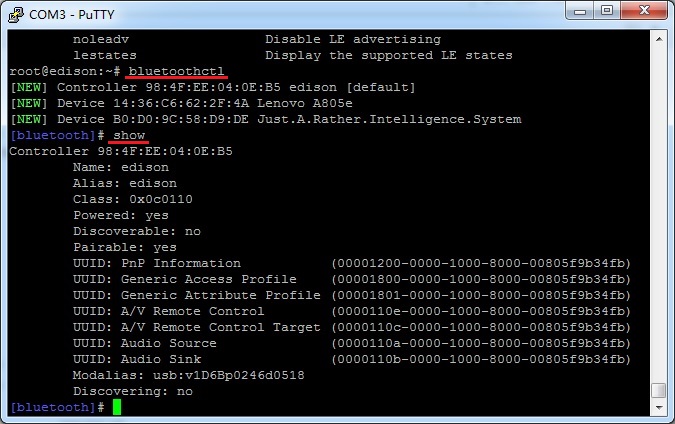 COM3 - PuTTY
noleadv Disable LE advertising
lestates Display the supported LE states
root@edison:~# bluetoothctl
[NEW] Controller 98:4F:EE:04:0E:B5 edison [default]
[NEW] Device 14:36:C6:62:2F:4A Lenovo A805e
[NEW] Device B0:D0:9C:58:D9:DE Just.A.Rather.Intelligence.System
[bluetooth]# show
Controller 98:4F:EE:04:0E:B5
Name: edison
Alias: edison
Class: 0x0c0110
Powered: yes
Discoverable: no
Pairable: yes
UUID: PnP Information (00001200-0000-1000-8000-00805f9b34fb)
UUID: Generic Access Profile (00001800-0000-1000-8000-00805f9b34fb)
UUID: Generic Attribute Profile (00001801-0000-1000-8000-00805f9b34fb)
UUID: A/V Remote Control (0000110e-0000-1000-8000-00805f9b34fb)
UUID: A/V Remote Control Target (0000110c-0000-1000-8000-00805f9b34fb)
UUID: Audio Source (0000110a-0000-1000-8000-00805f9b34fb)
UUID: Audio Sink (0000110b-0000-1000-8000-00805f9b34fb)
Modalias: usb:v1D6Bp0246d0518
Discovering: no
[bluetooth]#